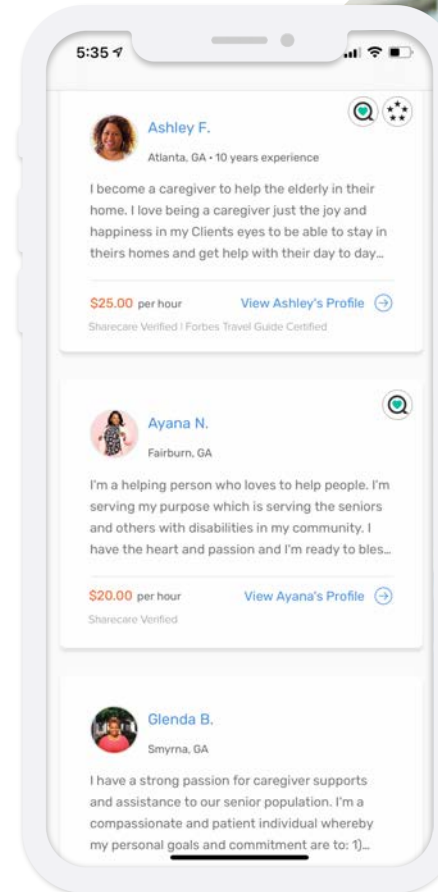 5:35
Ashley F.
Atlanta, GA • 10 years experience
I become a caregiver to help the elderly in their
home. I love being a caregiver just the joy and
happiness in my Clients eyes to be able to stay in
theirs homes and get help with their day to day...
$25.00 per hour
View Ashley's Profile
Sharecare Verified | Forbes Travel Guide Certified
Ayana N.
Fairburn, GA
I'm a helping person who loves to help people. I'm
serving my purpose which is serving the seniors
and others with disabilities in my community. I
have the heart and passion and I'm ready to bles...
$20.00 per hour
View Ayana's Profile
Sharecare Verified
Glenda B.
Smyrna, GA
I have a strong passion for caregiver supports
and assistance to our senior population. I'm a
compassionate and patient individual whereby
my personal goals and commitment are to: 1)...